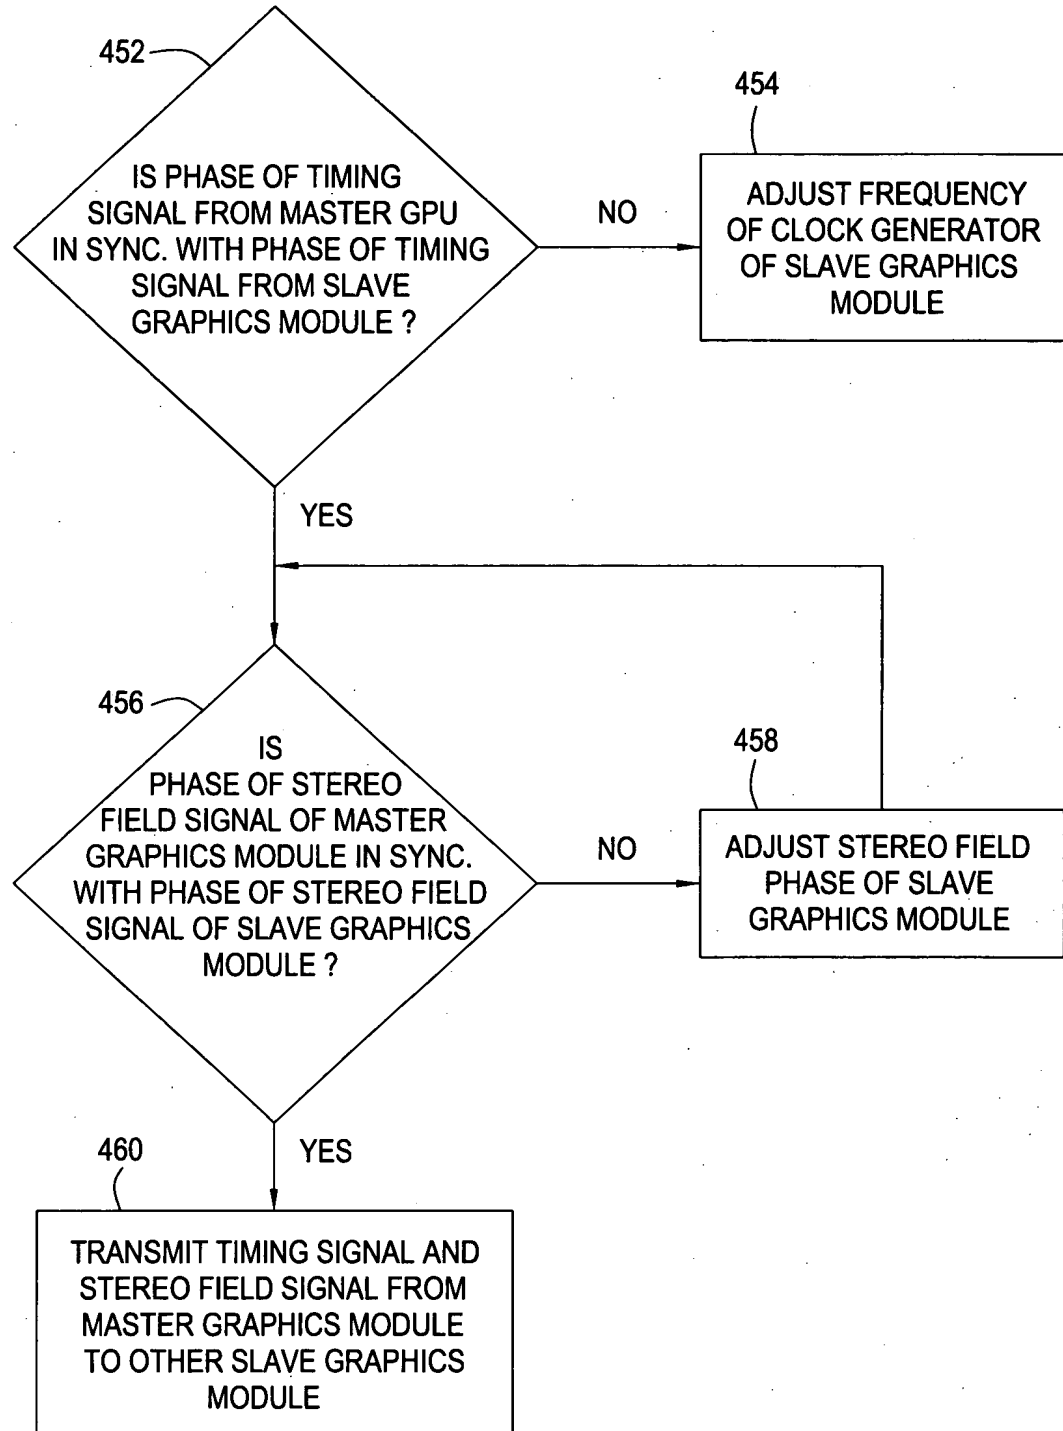 452
IS PHASE OF TIMING
SIGNAL FROM MASTER GPU
IN SYNC. WITH PHASE OF TIMING
SIGNAL FROM SLAVE
GRAPHICS MODULE ?
NO
454
ADJUST FREQUENCY
OF CLOCK GENERATOR
OF SLAVE GRAPHICS
MODULE
YES
456
IS
PHASE OF STEREO
FIELD SIGNAL OF MASTER
GRAPHICS MODULE IN SYNC.
WITH PHASE OF STEREO FIELD
SIGNAL OF SLAVE GRAPHICS
MODULE ?
NO
458
ADJUST STEREO FIELD
PHASE OF SLAVE
GRAPHICS MODULE
YES
460
TRANSMIT TIMING SIGNAL AND
STEREO FIELD SIGNAL FROM
MASTER GRAPHICS MODULE
TO OTHER SLAVE GRAPHICS
MODULE